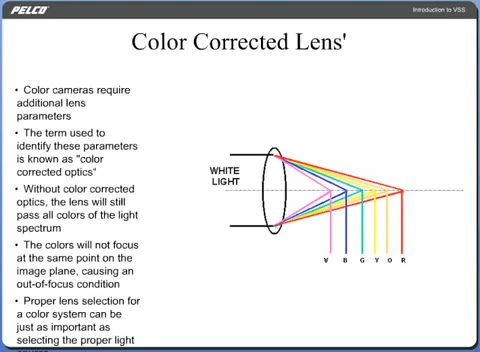 PELCO
Introduction to VSS
Color Corrected Lens'
• Color cameras require
additional lens
parameters
• The term used to
identify these parameters
is known as "color
corrected optics"
• Without color corrected
optics, the lens will still
pass all colors of the light
spectrum
• The colors will not focus
at the same point on the
image plane, causing an
out-of-focus condition
• Proper lens selection for
a color system can be
just as important as
selecting the proper light
WHITE
LIGHT
V B G Y O R